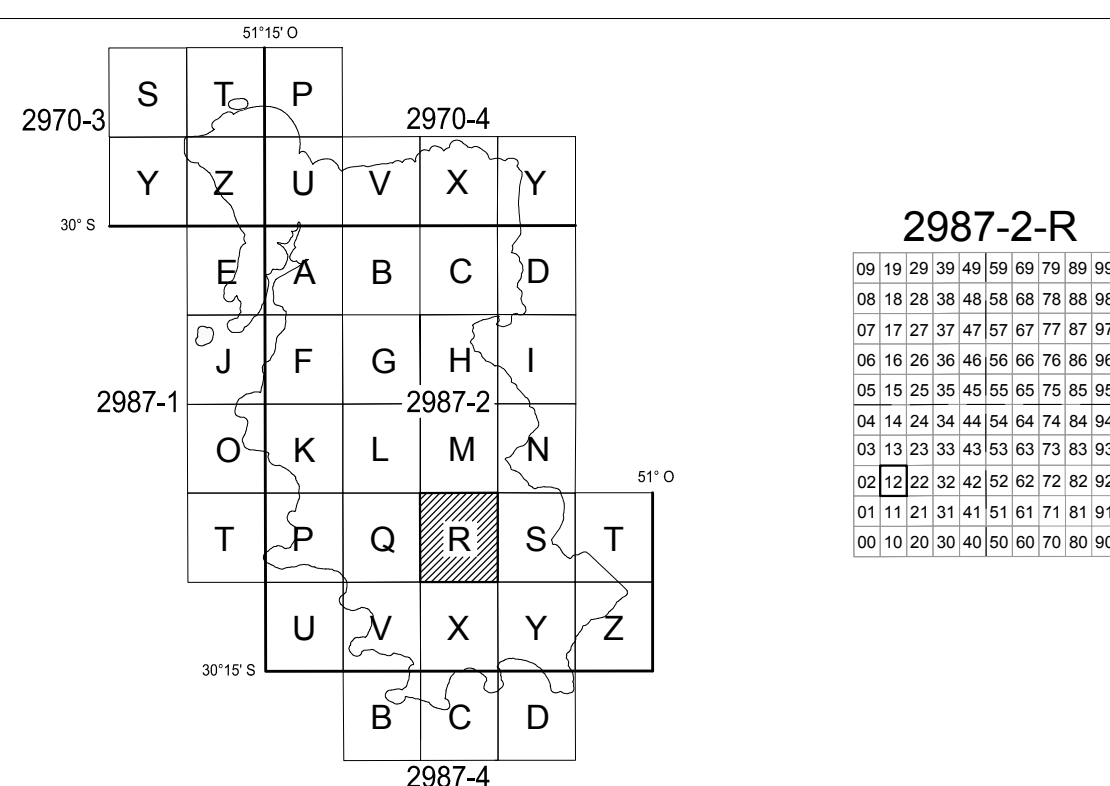 51°15' O
S T P
2970-3 2970-4
Y Z U V X Y
30° S
E A B C D
J F G H I
2987-1 2987-2
O K L M N
51° O
T P Q R S T
U V X Y Z
30°15' S
B C D
2987-4
2987-2-R
09 19 29 39 49 59 69 79 89 99
08 18 28 38 48 58 68 78 88 98
07 17 27 37 47 57 67 77 87 97
06 16 26 36 46 56 66 76 86 96
05 15 25 35 45 55 65 75 85 95
04 14 24 34 44 54 64 74 84 94
03 13 23 33 43 53 63 73 83 93
02 12 22 32 42 52 62 72 82 92
01 11 21 31 41 51 61 71 81 91
00 10 20 30 40 50 60 70 80 90